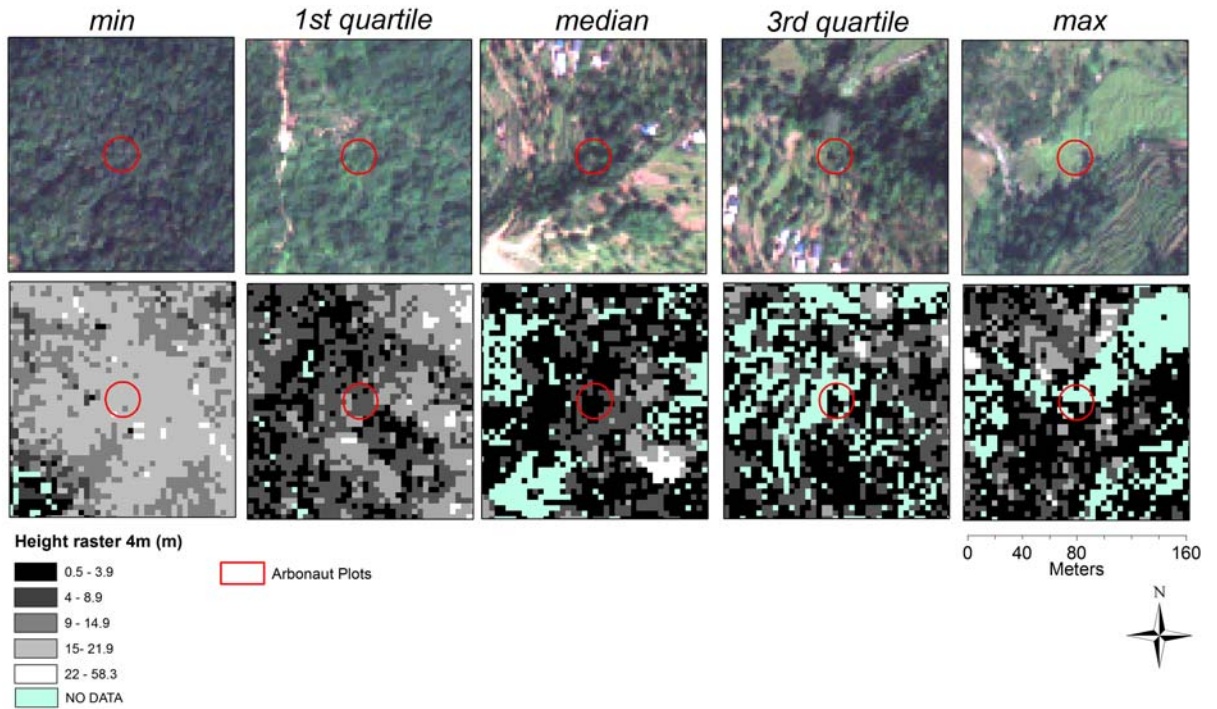 min 1st quartile median 3rd quartile max
Height raster 4m (m)
0.5 - 3.9
4 - 8.9
9 - 14.9
15- 21.9
22 - 58.3
NO DATA
Arbonaut Plots
0 40 80 160
Meters
N